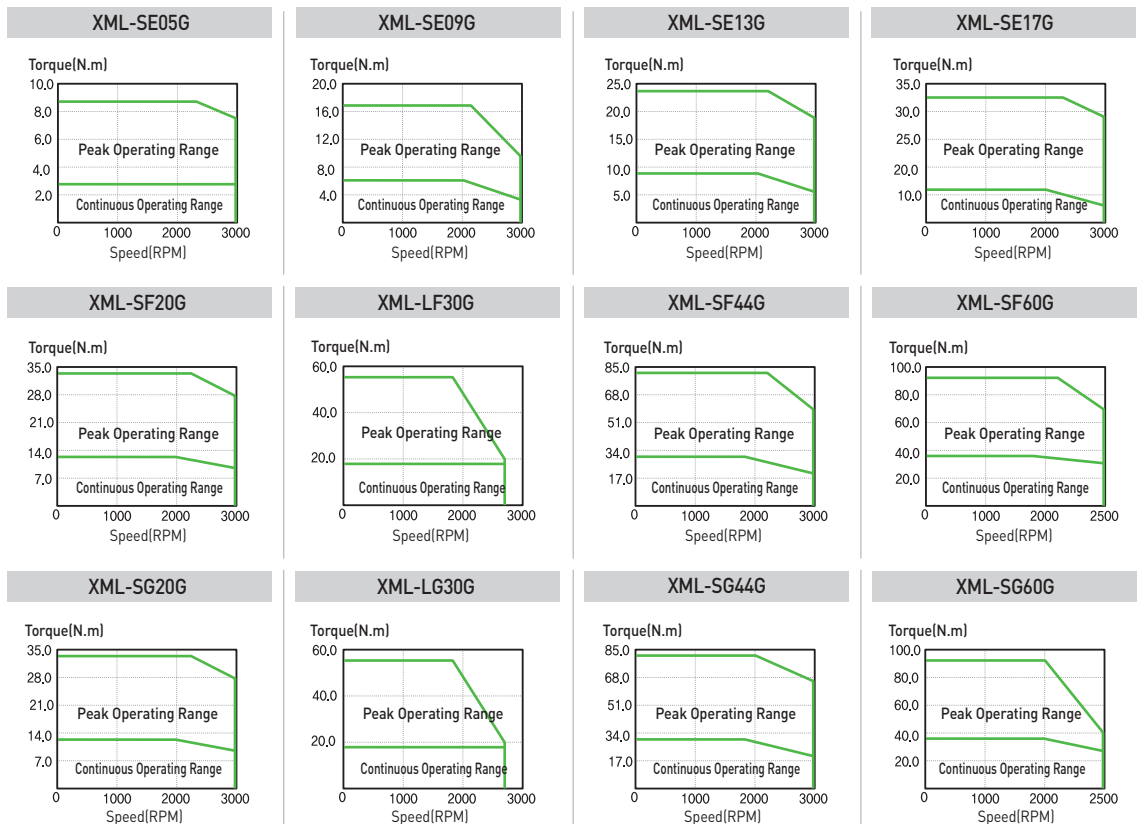 XML-SE05G
XML-SE09G
XML-SE13G
XML-SE17G
Torque(N.m)
10,0
8,0
6,0
4,0
2,0
Peak Operating Range
Continuous Operating Range
0 1000 2000 3000
Speed(RPM)
Torque(N.m)
20,0
16,0
12,0
8,0
4,0
Peak Operating Range
Continuous Operating Range
0 1000 2000 3000
Speed(RPM)
Torque(N.m)
25,0
20,0
15,0
10,0
5,0
Peak Operating Range
Continuous Operating Range
0 1000 2000 3000
Speed(RPM)
Torque(N.m)
35,0
30,0
25,0
20,0
10,0
Peak Operating Range
Continuous Operating Range
0 1000 2000 3000
Speed(RPM)
XML-SF20G
XML-LF30G
XML-SF44G
XML-SF60G
Torque(N.m)
35,0
28,0
21,0
14,0
7,0
Peak Operating Range
Continuous Operating Range
0 1000 2000 3000
Speed(RPM)
Torque(N.m)
60,0
40,0
20,0
Peak Operating Range
Continuous Operating Range
0 1000 2000 3000
Speed(RPM)
Torque(N.m)
85,0
68,0
51,0
34,0
17,0
Peak Operating Range
Continuous Operating Range
0 1000 2000 3000
Speed(RPM)
Torque(N.m)
100,0
80,0
60,0
40,0
20,0
Peak Operating Range
Continuous Operating Range
0 1000 2000 2500
Speed(RPM)
XML-SG20G
XML-LG30G
XML-SG44G
XML-SG60G
Torque(N.m)
35,0
28,0
21,0
14,0
7,0
Peak Operating Range
Continuous Operating Range
0 1000 2000 3000
Speed(RPM)
Torque(N.m)
60,0
40,0
20,0
Peak Operating Range
Continuous Operating Range
0 1000 2000 3000
Speed(RPM)
Torque(N.m)
85,0
68,0
51,0
34,0
17,0
Peak Operating Range
Continuous Operating Range
0 1000 2000 3000
Speed(RPM)
Torque(N.m)
100,0
80,0
60,0
40,0
20,0
Peak Operating Range
Continuous Operating Range
0 1000 2000 2500
Speed(RPM)